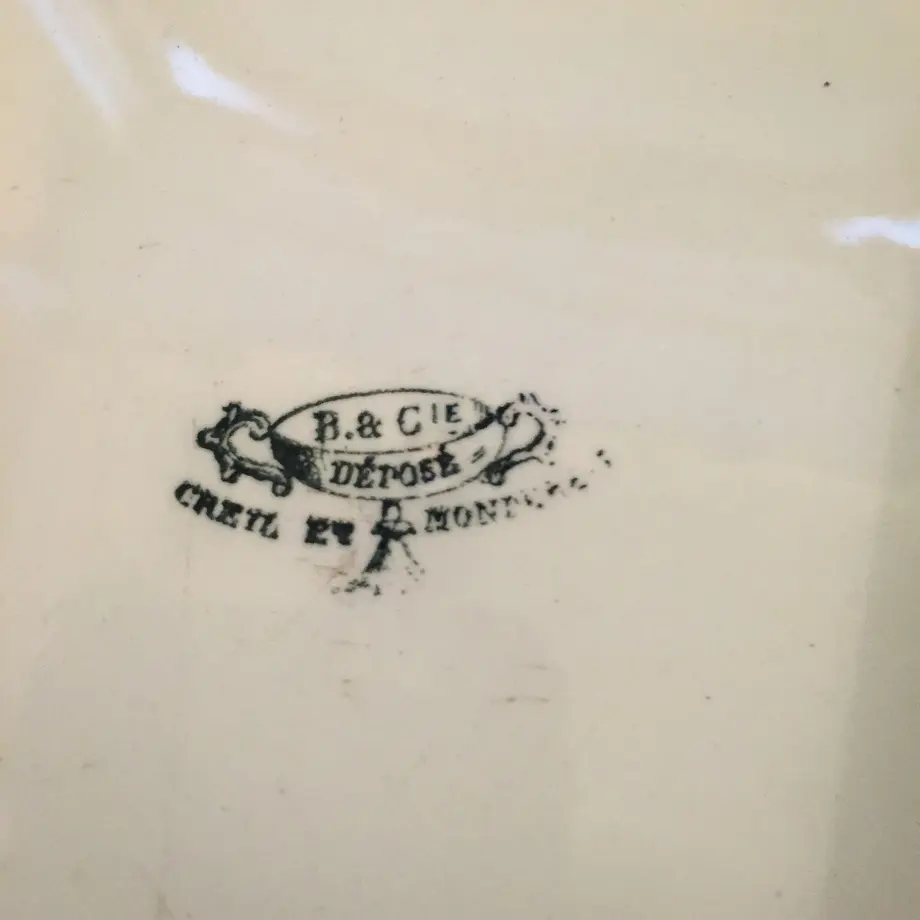 B. & CIE
DÉPOSÉ
CREIL ET